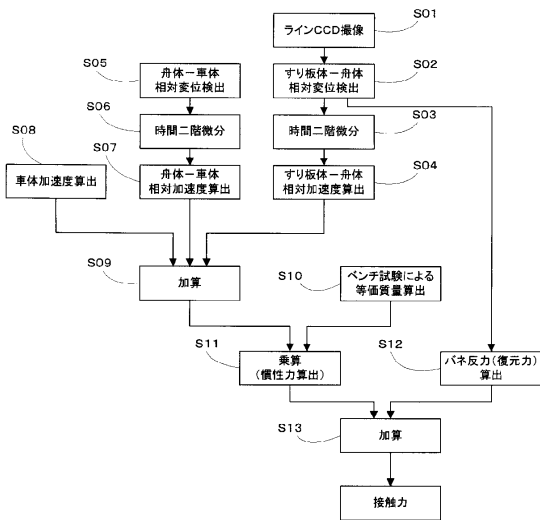 S01
ラインCCD撮像
S05
舟体ー車体
相対変位検出
すり板体ー舟体
相対変位検出
S02
S06
時間二階微分
時間二階微分
S03
S08
車体加速度算出
S07
舟体ー車体
相対加速度算出
すり板体ー舟体
相対加速度算出
S04
S09
加算
S10
ベンチ試験による
等価質量算出
S11
乗算
(慣性力算出)
S12
バネ反力(復元力)
算出
S13
加算
接触力